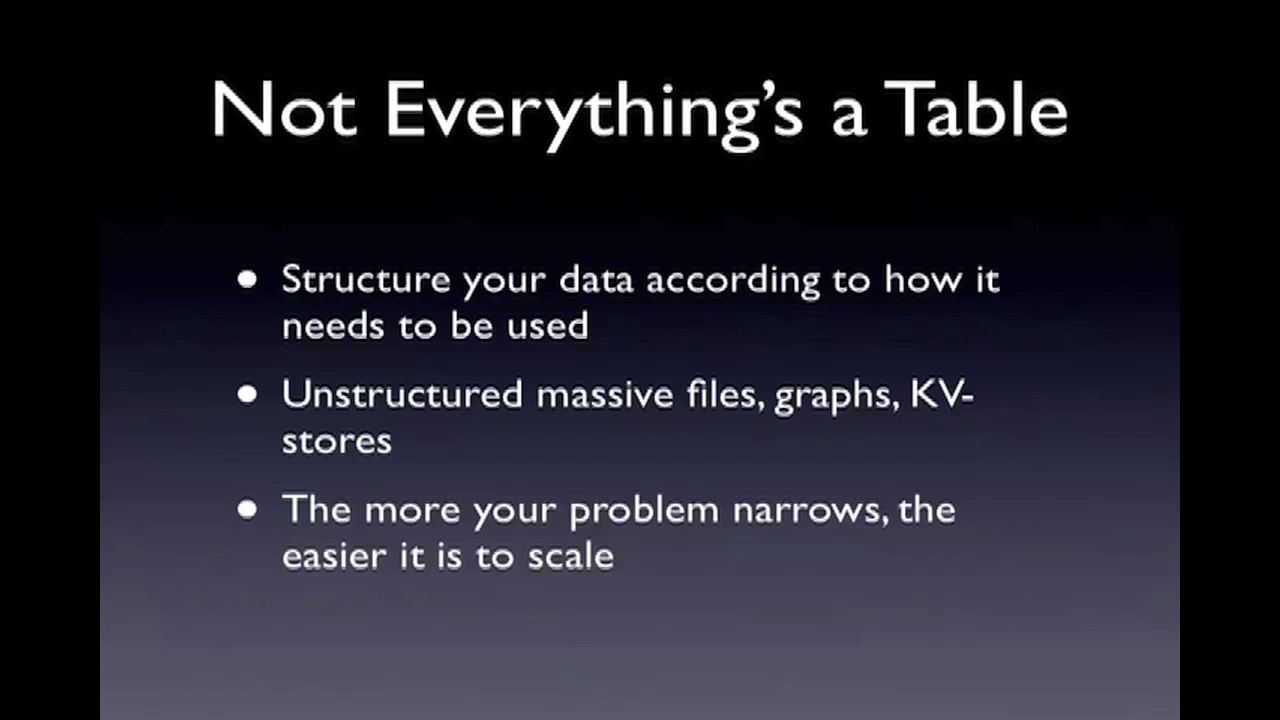 Not Everything's a Table
• Structure your data according to how it
needs to be used
• Unstructured massive files, graphs, KV-
stores
• The more your problem narrows, the
easier it is to scale